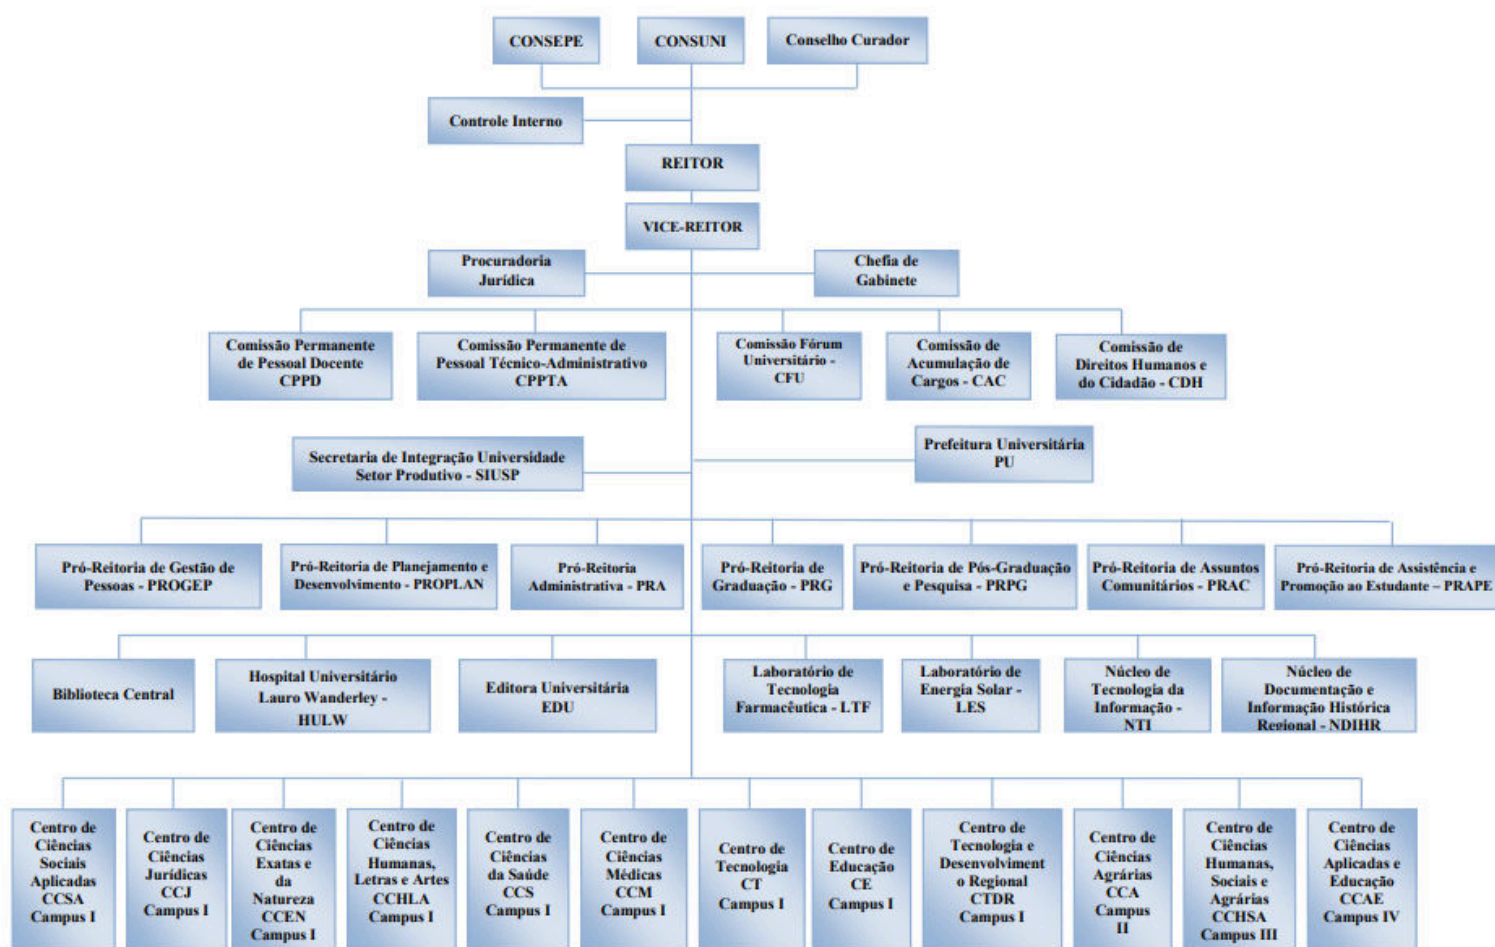 CONSEPE
CONSUNI
Conselho Curador
Controle Interno
REITOR
VICE-REITOR
Procuradoria
Jurídica
Chefia de
Gabinete
Comissão Permanente
de Pessoal Docente
CPPD
Comissão Permanente de
Pessoal Técnico-Administrativo
CPPTA
Comissão Fórum
Universitário -
CFU
Comissão de
Acumulação de
Cargos - CAC
Comissão de
Direitos Humanos e
do Cidadão - CDH
Secretaria de Integração Universidade
Setor Produtivo - SIUSP
Prefeitura Universitária
PU
Pró-Reitoria de Gestão de
Pessoas - PROGEP
Pró-Reitoria de Planejamento e
Desenvolvimento - PROPLAN
Pró-Reitoria
Administrativa - PRA
Pró-Reitoria de
Graduação - PRG
Pró-Reitoria de Pós-Graduação
e Pesquisa - PRPG
Pró-Reitoria de Assuntos
Comunitários - PRAC
Pró-Reitoria de Assistência e
Promoção ao Estudante – PRAPE
Biblioteca Central
Hospital Universitário
Lauro Wanderley -
HULW
Editora Universitária
EDU
Laboratório de
Tecnologia
Farmacêutica - LTF
Laboratório de
Energia Solar -
LES
Núcleo de
Tecnologia da
Informação -
NTI
Núcleo de
Documentação e
Informação Histórica
Regional - NDIHR
Centro de
Ciências
Sociais
Aplicadas
CCSA
Campus I
Centro de
Ciências
Jurídicas
CCJ
Campus I
Centro de
Ciências
Exatas e
da
Natureza
CCEN
Campus I
Centro de
Ciências
Humanas,
Letras e Artes
CCHLA
Campus I
Centro de
Ciências
da Saúde
CCS
Campus I
Centro de
Ciências
Médicas
CCM
Campus I
Centro de
Tecnologia
CT
Campus I
Centro de
Educação
CE
Campus I
Centro de
Tecnologia e
Desenvolviment
o Regional
CTDR
Campus I
Centro de
Ciências
Agrárias
CCA
Campus
II
Centro de
Ciências
Humanas,
Sociais e
Agrárias
CCHSA
Campus III
Centro de
Ciências
Aplicadas e
Educação
CCAE
Campus IV